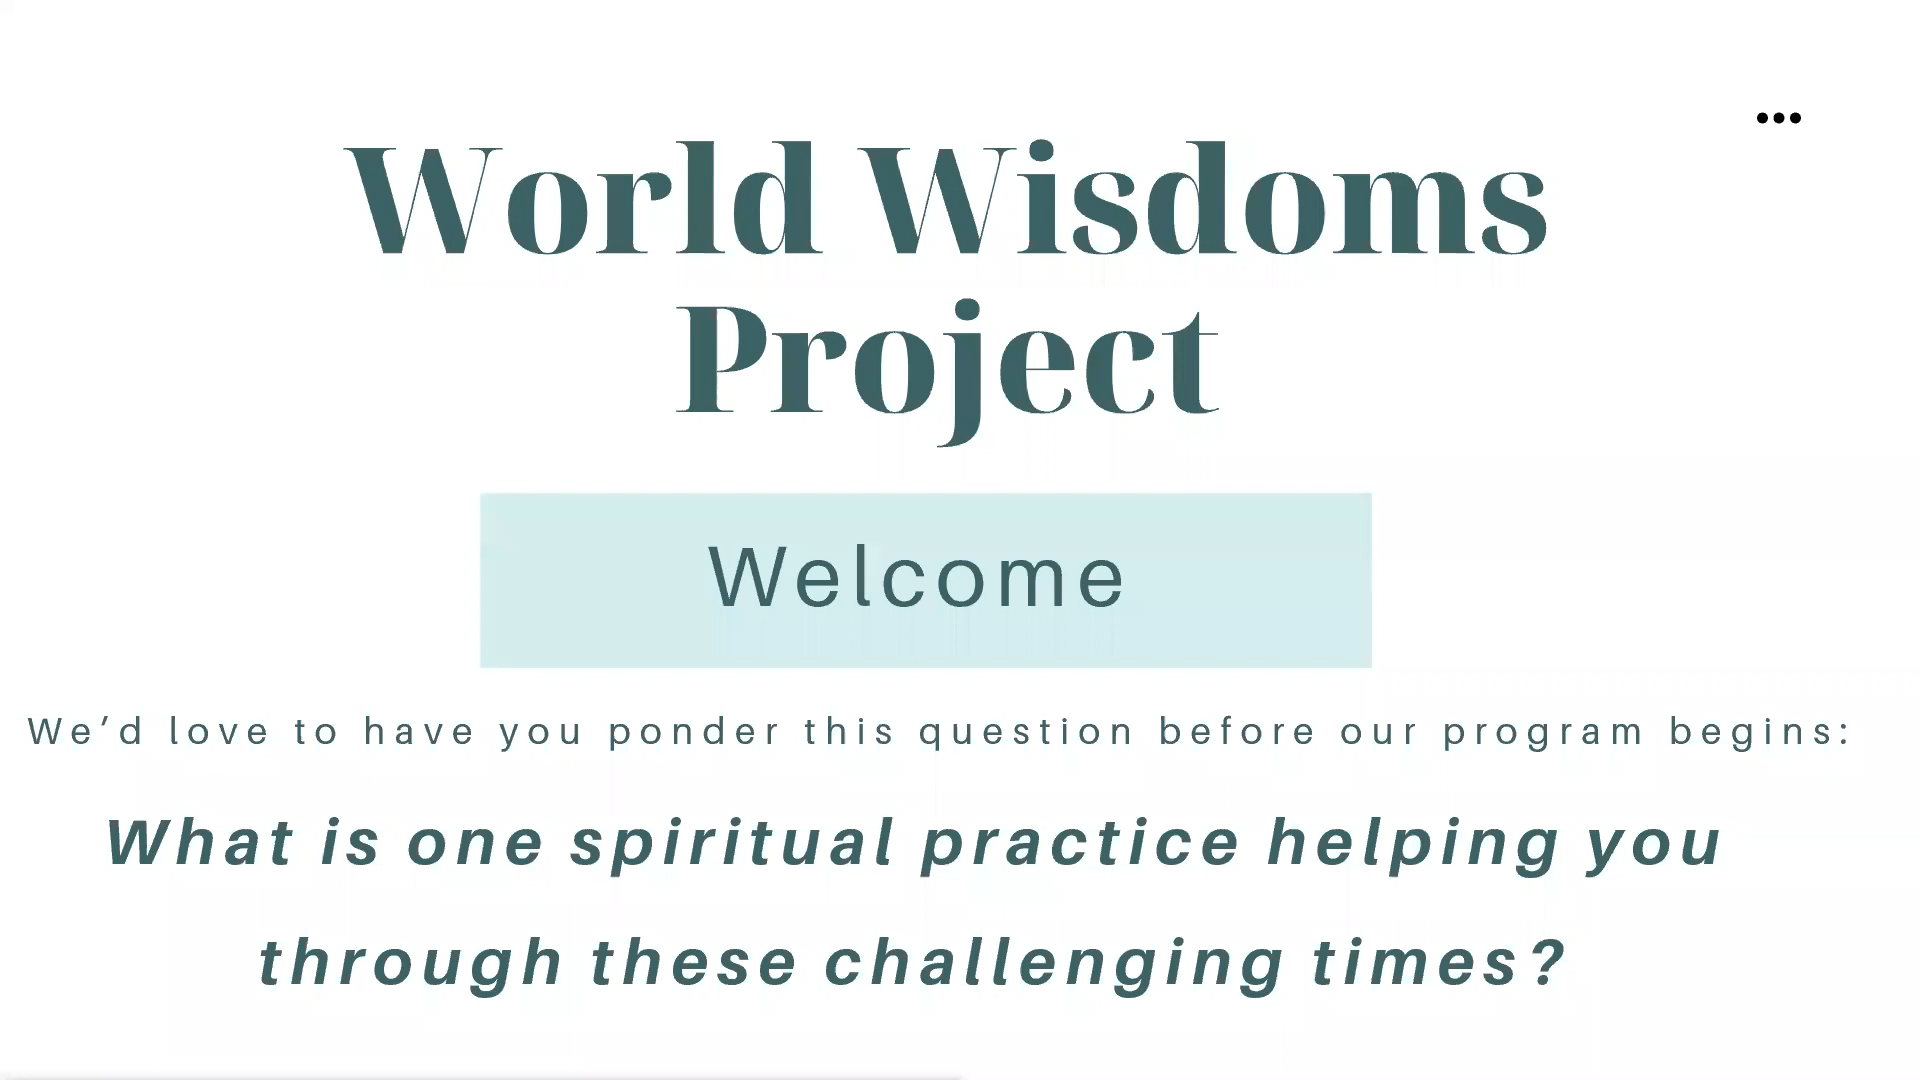 World Wisdoms
Project
Welcome
We’d love to have you ponder this question before our program begins:
What is one spiritual practice helping you
through these challenging times?